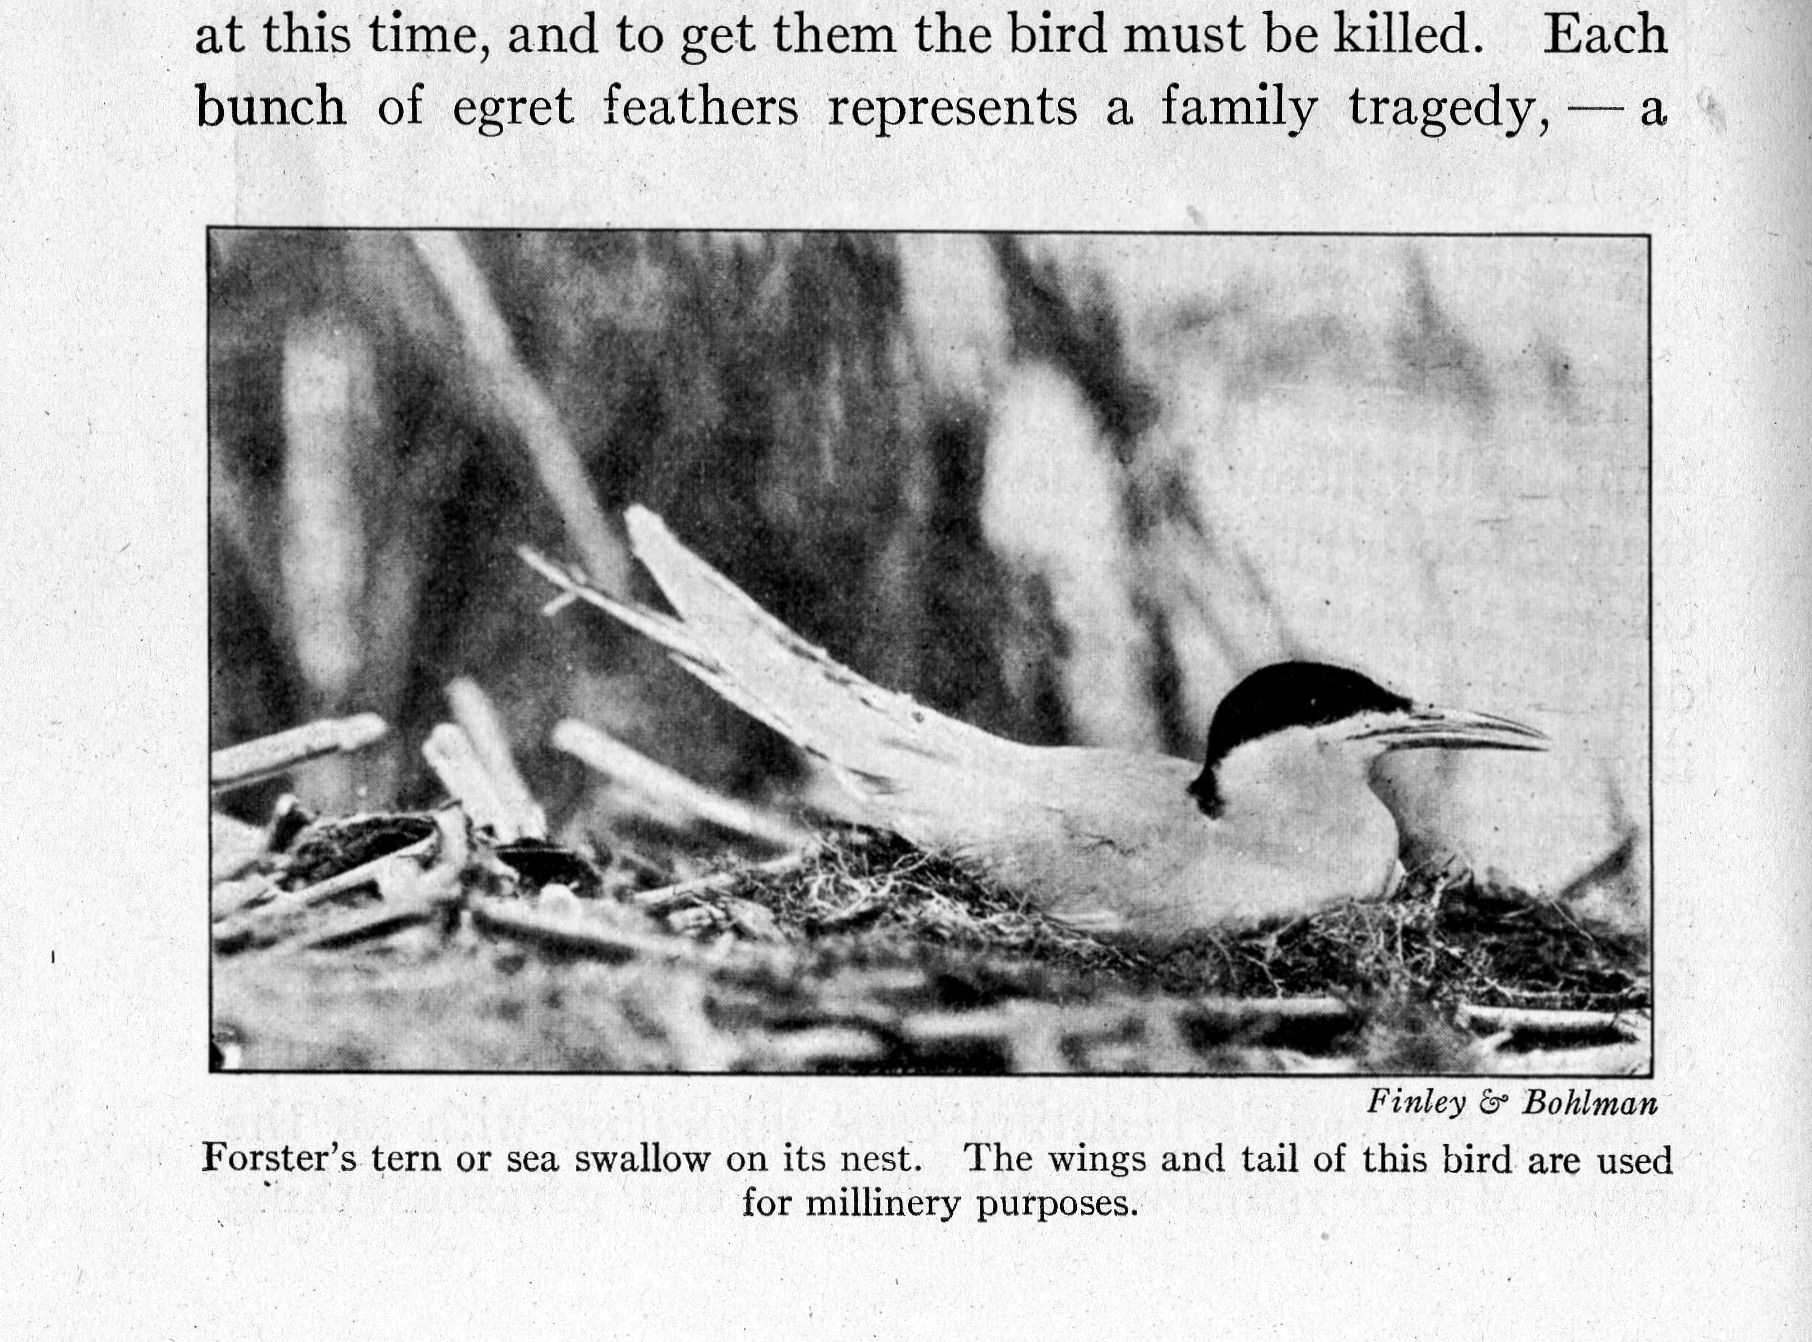 at this time, and to get them the bird must be killed. Each
bunch of egret feathers represents a family tragedy, — a
Finley & Bohlman
Forster's tern or sea swallow on its nest. The wings and tail of this bird are used
for millinery purposes.